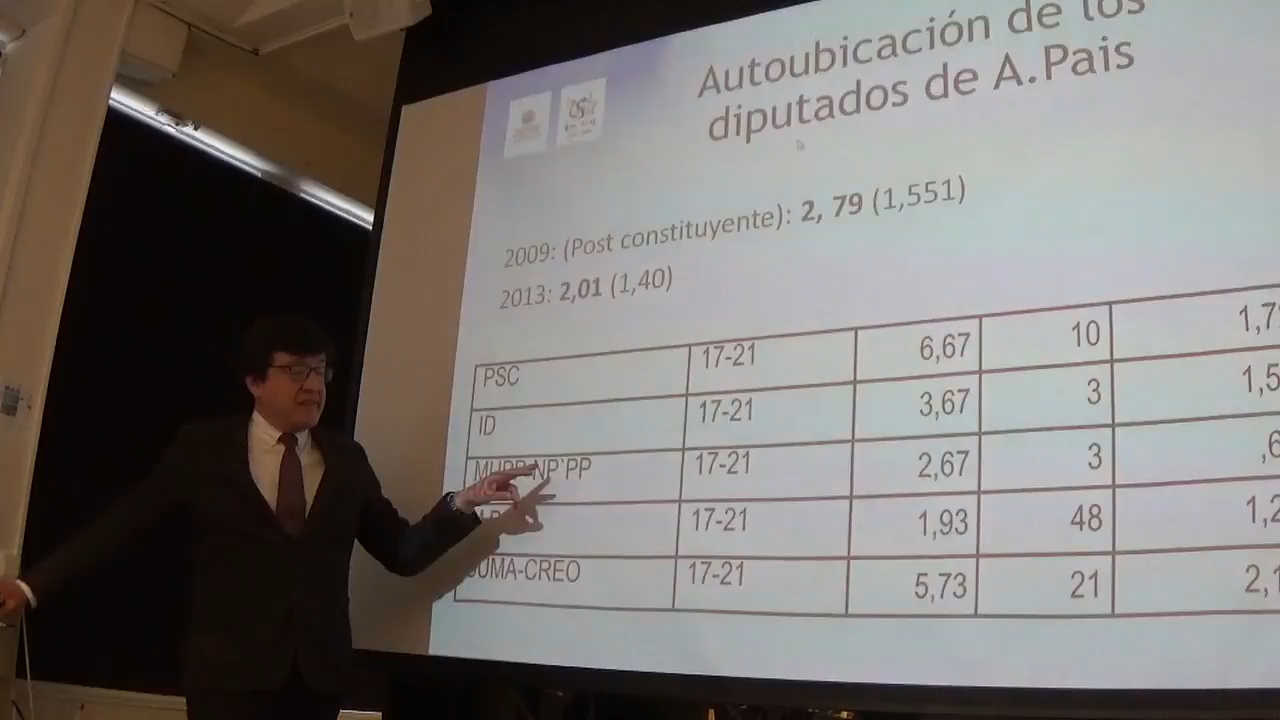 Autoubicación de los
diputados de A.Pais
2009: (Post constituyente): 2, 79 (1,551)
2013: 2,01 (1,40)
PSC 17-21 6,67 10
ID 17-21 3,67 3
17-21 2,67 3
17-21 1,93 48
17-21 5,73 21